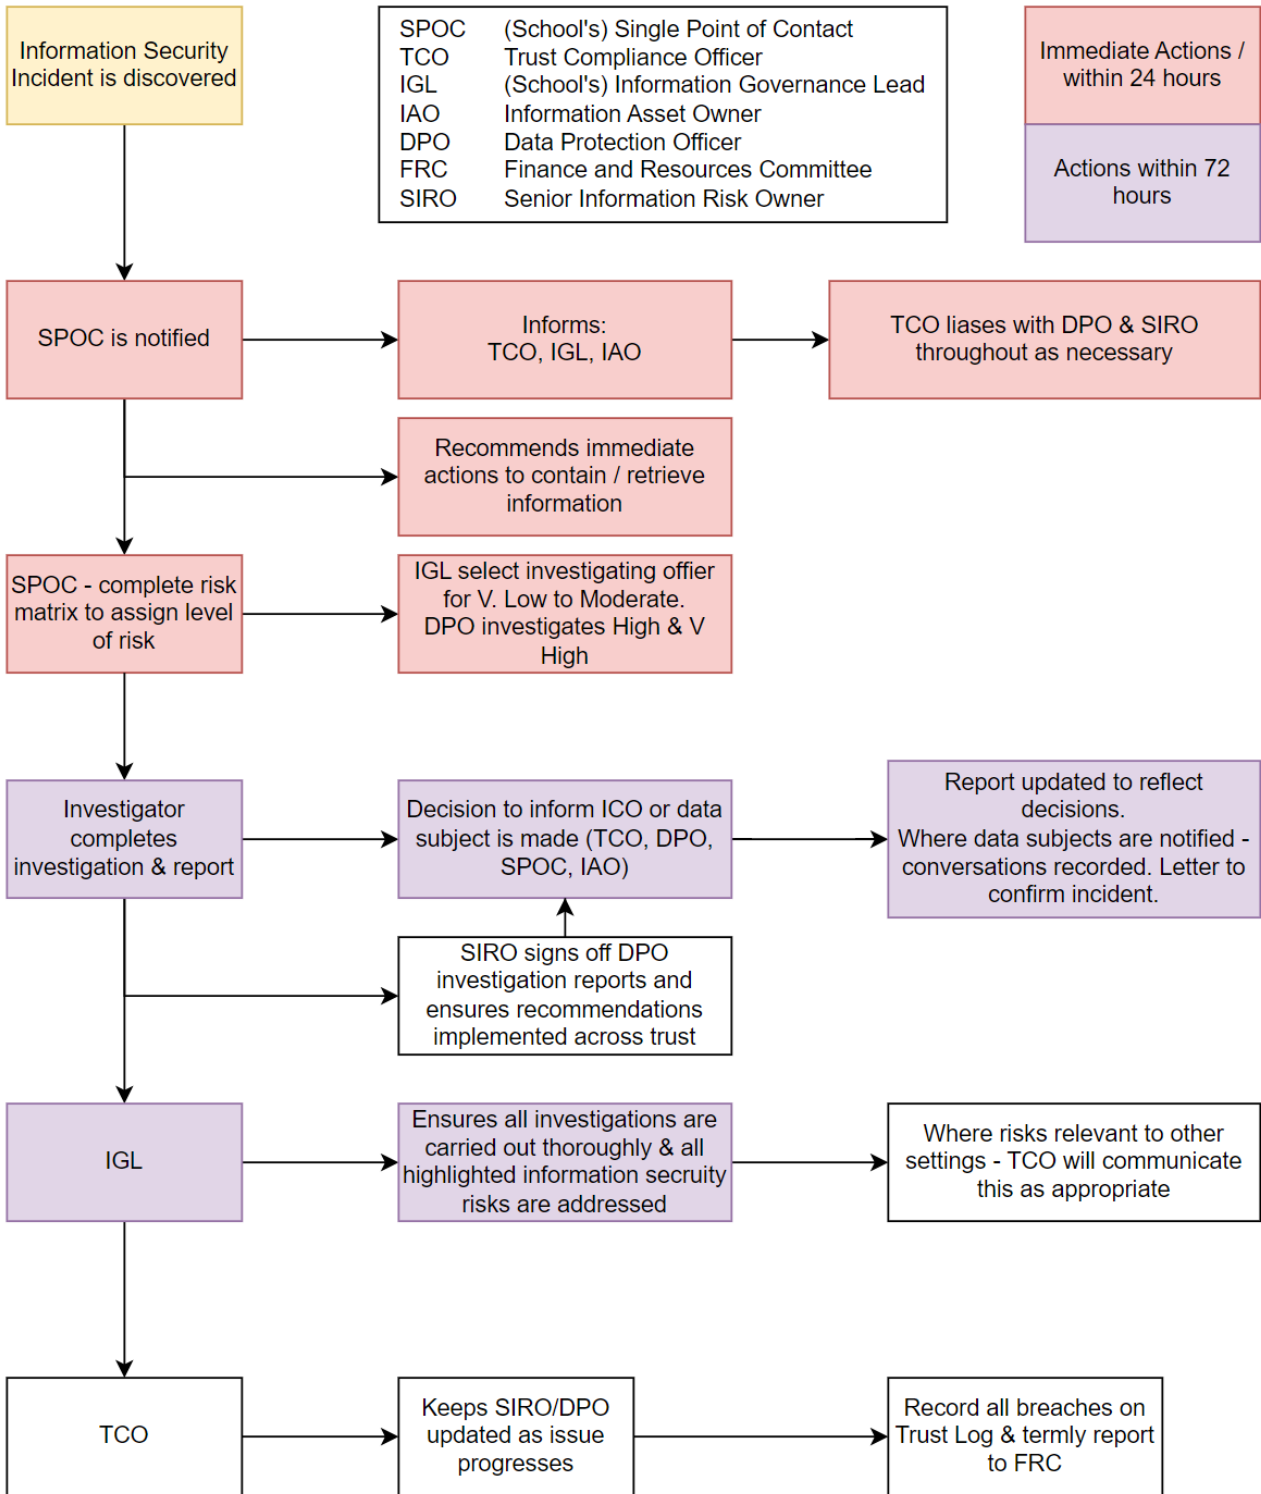 Information Security
Incident is discovered
SPOC (School's) Single Point of Contact
TCO Trust Compliance Officer
IGL (School's) Information Governance Lead
IAO Information Asset Owner
DPO Data Protection Officer
FRC Finance and Resources Committee
SIRO Senior Information Risk Owner
Immediate Actions /
within 24 hours
Actions within 72
hours
SPOC is notified
Informs:
TCO, IGL, IAO
TCO liases with DPO & SIRO
throughout as necessary
Recommends immediate
actions to contain / retrieve
information
SPOC - complete risk
matrix to assign level
of risk
IGL select investigating offier
for V. Low to Moderate.
DPO investigates High & V
High
Investigator
completes
investigation & report
Decision to inform ICO or data
subject is made (TCO, DPO,
SPOC, IAO)
Report updated to reflect
decisions.
Where data subjects are notified -
conversations recorded. Letter to
confirm incident.
SIRO signs off DPO
investigation reports and
ensures recommendations
implemented across trust
IGL
Ensures all investigations are
carried out thoroughly & all
highlighted information secruity
risks are addressed
Where risks relevant to other
settings - TCO will communicate
this as appropriate
TCO
Keeps SIRO/DPO
updated as issue
progresses
Record all breaches on
Trust Log & termly report
to FRC